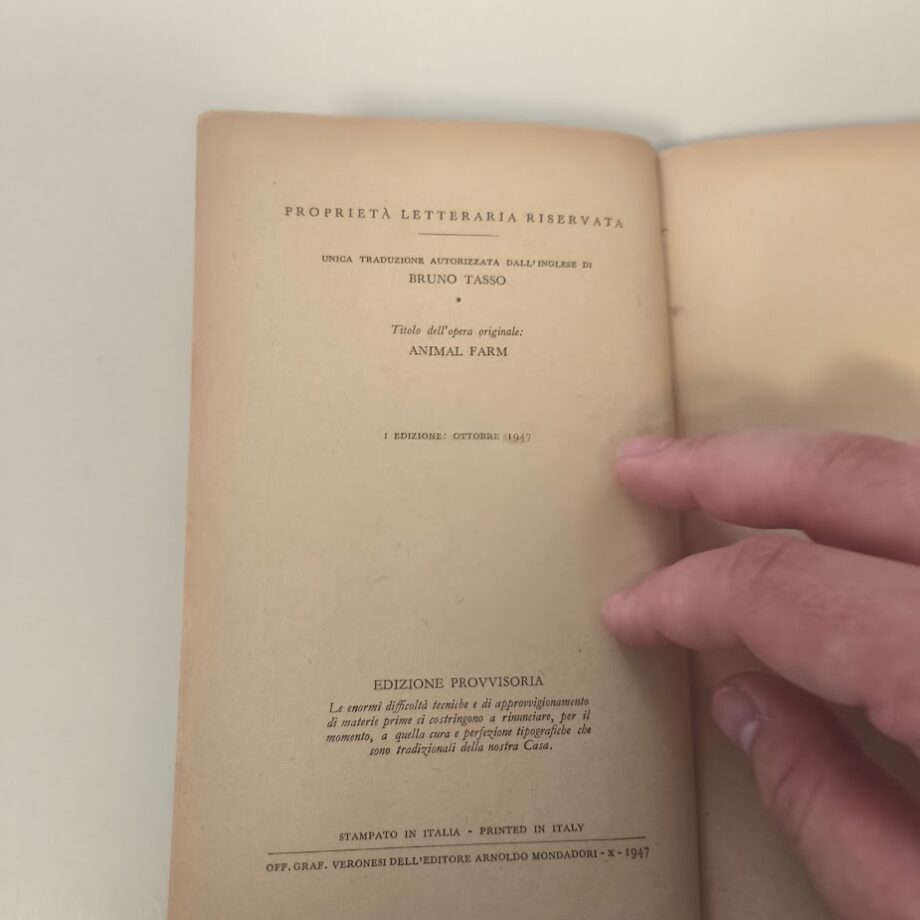 PROPRIETÀ LETTERARIA RISERVATA
UNICA TRADUZIONE AUTORIZZATA DALL'INGLESE DI
BRUNO TASSO
*
Titolo dell'opera originale:
ANIMAL FARM
I EDIZIONE: OTTOBRE 1947
EDIZIONE PROVVISORIA
Le enormi difficoltà tecniche e di approvvigionamento
di materie prime ci costringono a rinunciare, per il
momento, a quella cura e perfezione tipografiche che
sono tradizionali della nostra Casa.
STAMPATO IN ITALIA - PRINTED IN ITALY
OFF. GRAF. VERONESI DELL'EDITORE ARNOLDO MONDADORI - X - 1947